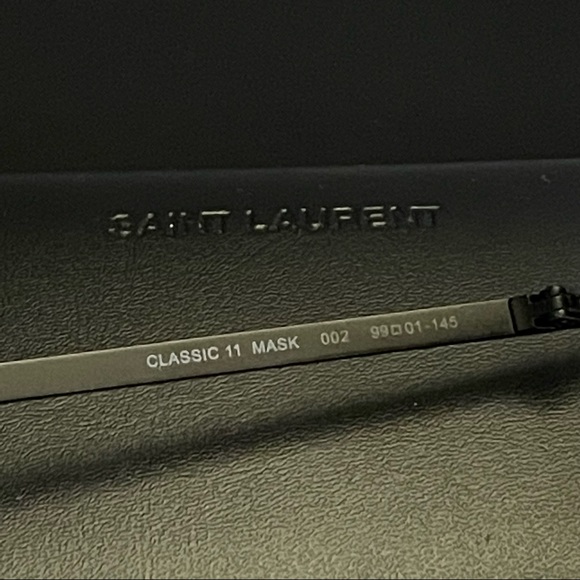 SAINT LAURENT
CLASSIC 11 MASK 002 99□01-145